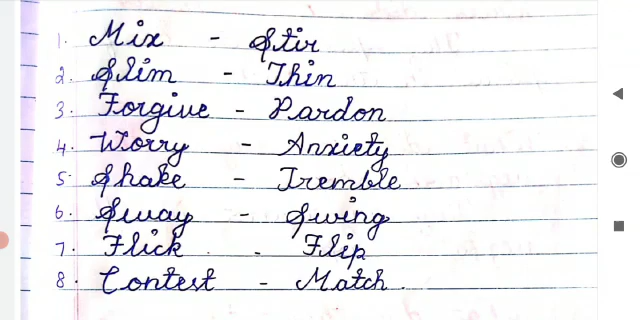 1. Mix - Stir
2. Slim - Thin
3. Forgive - Pardon
4. Worry - Anxiety
5. Shake - Tremble
6. Sway - Swing
7. Flick - Flip
8. Contest - Match.